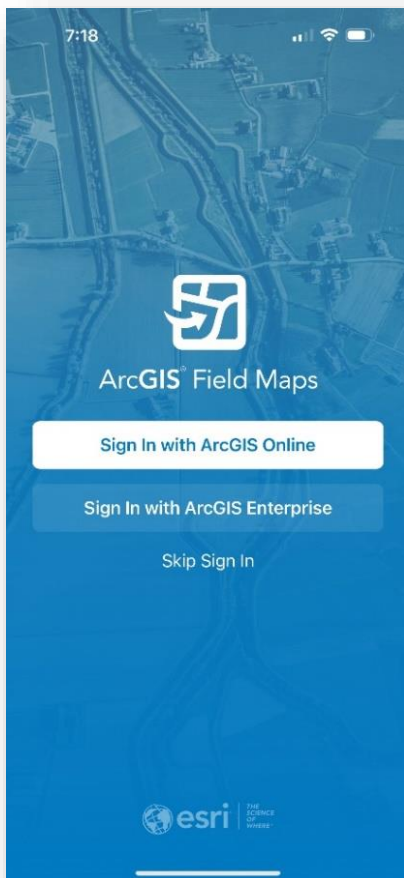 7:18
ArcGIS® Field Maps
Sign In with ArcGIS Online
Sign In with ArcGIS Enterprise
Skip Sign In
esri
THE
SCIENCE
OF
WHERE™